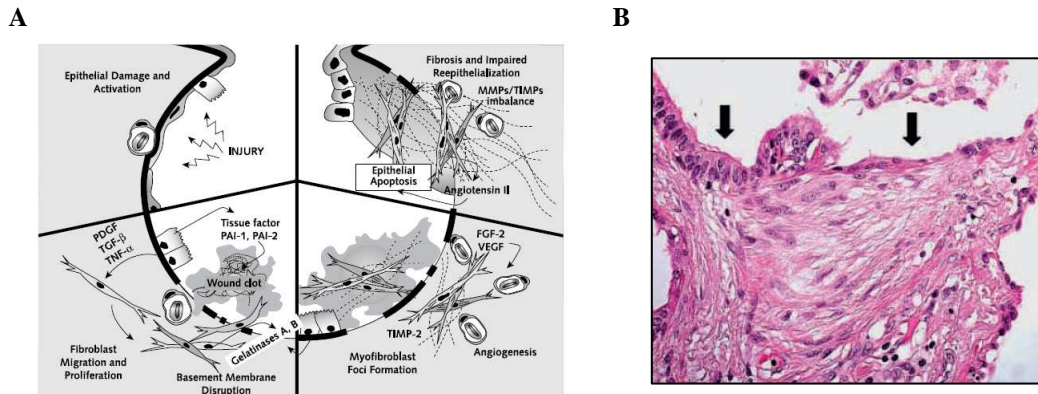 A
B
Epithelial Damage and
Activation
INJURY
Fibrosis and Impaired
Reepithelialization
MMPs/TIMPs
imbalance
Epithelial
Apoptosis
Angiotensin II
PDGF
TGF-β
TNF-α
Tissue factor
PAI-1, PAI-2
Wound clot
FGF-2
VEGF
Gelatinases A, B
TIMP-2
Fibroblast
Migration and
Proliferation
Basement Membrane
Disruption
Myofibroblast
Foci Formation
Angiogenesis